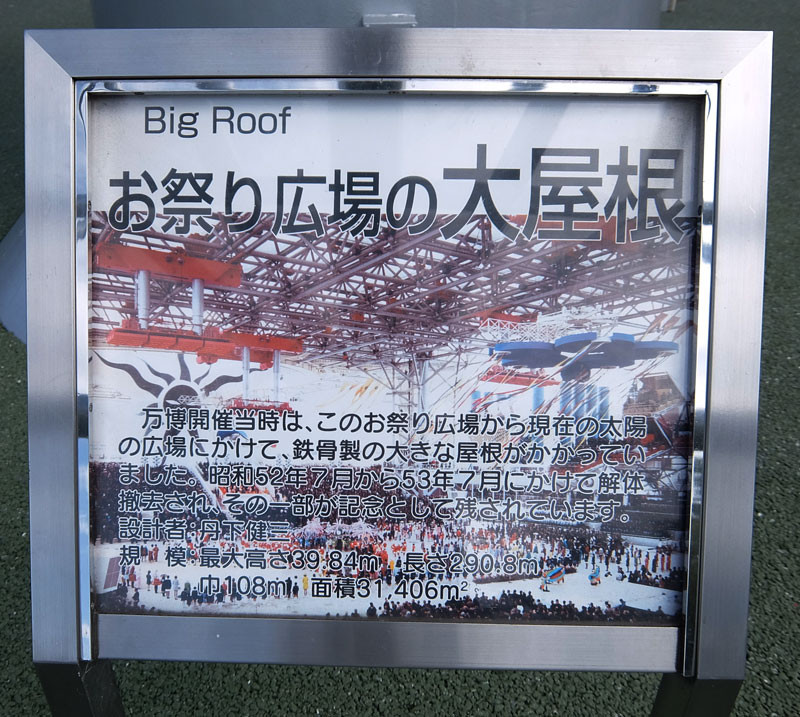 Big Roof
お祭り広場の大屋根
万博開催当時は、このお祭り広場から現在の太陽
の広場にかけて、鉄骨製の大きな屋根がかかってい
ました。昭和52年7月から53年7月にかけて解体
撤去され、その一部が記念として残されています。
設計者:丹下健三
規　模:最大高さ39.84m　長さ290.8m
巾108m　面積31.406m²